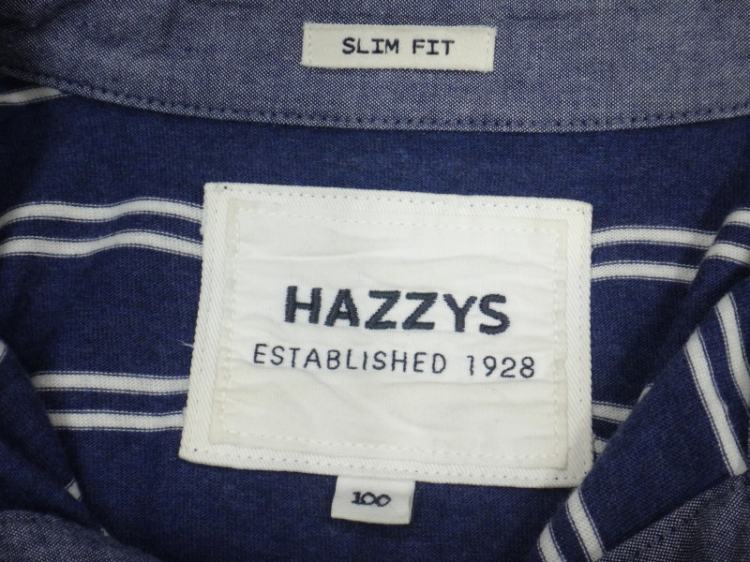 SLIM FIT
HAZZYS
ESTABLISHED 1928
100